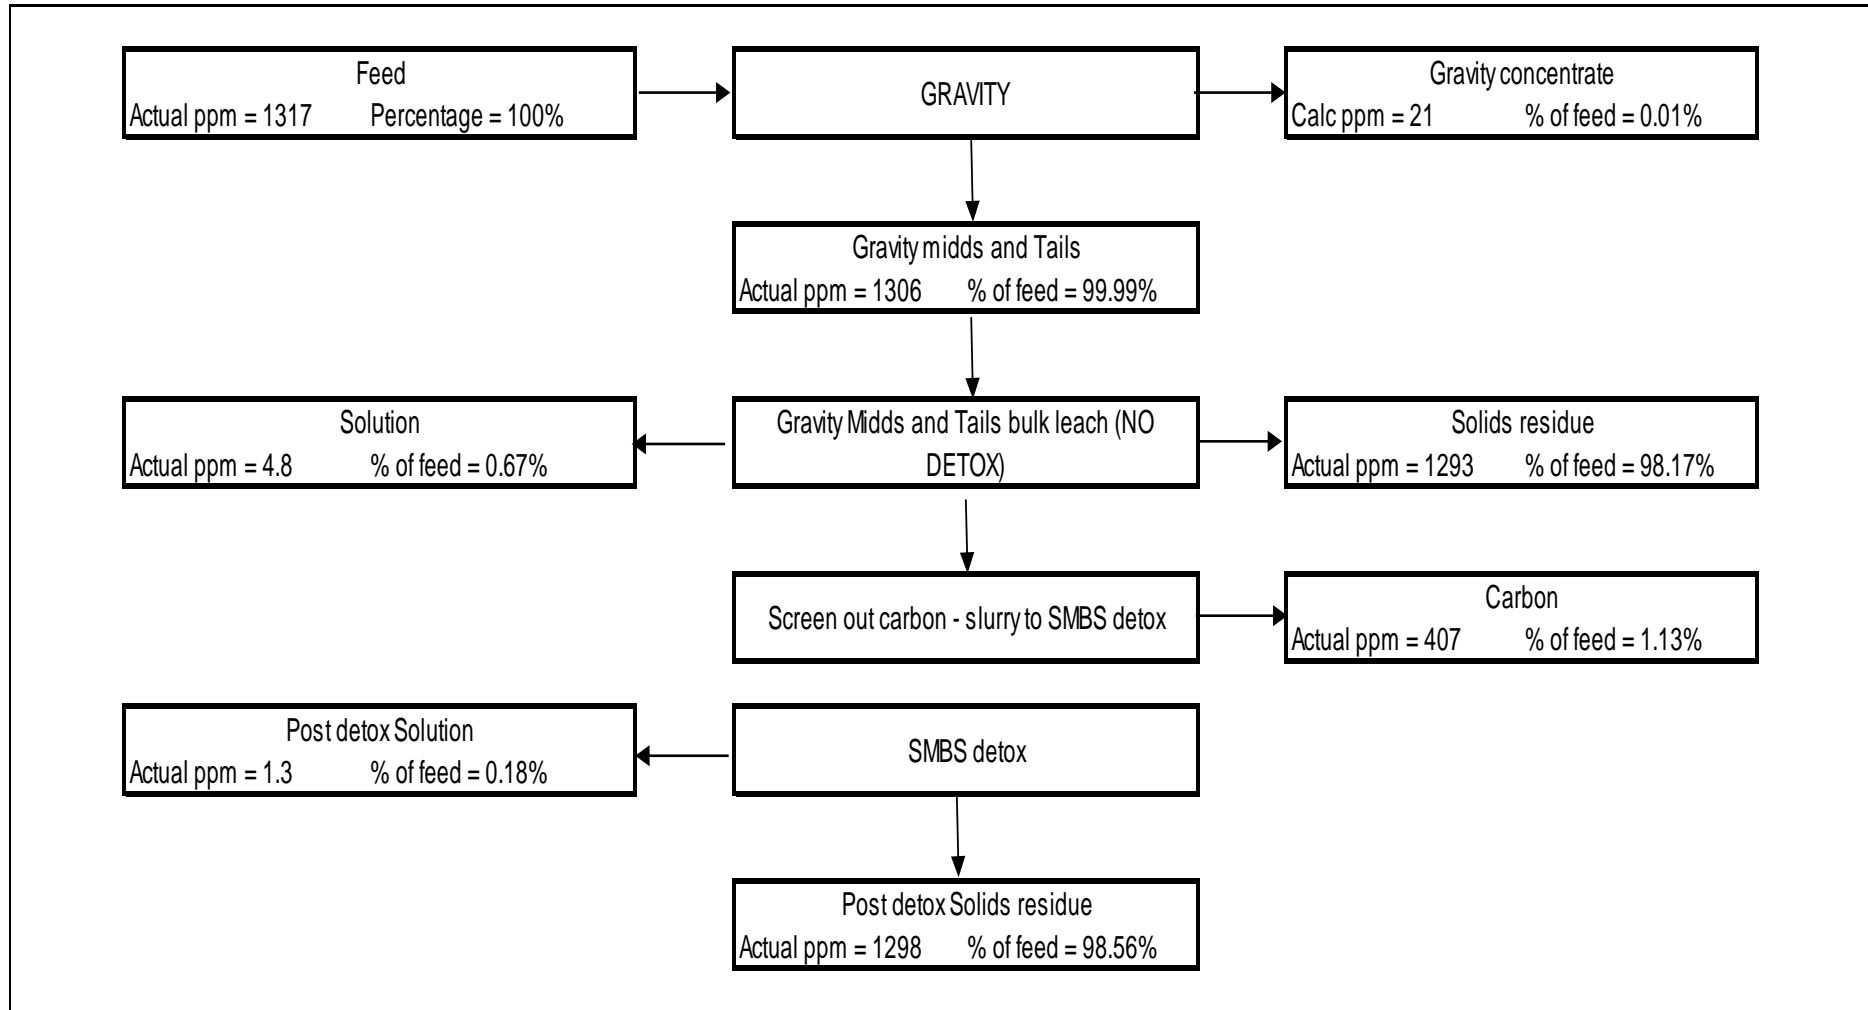 Feed
Actual ppm = 1317 Percentage = 100%
GRAVITY
Gravity concentrate
Calc ppm = 21 % of feed = 0.01%
Gravity midds and Tails
Actual ppm = 1306 % of feed = 99.99%
Solution
Actual ppm = 4.8 % of feed = 0.67%
Gravity Midds and Tails bulk leach (NO
DETOX)
Solids residue
Actual ppm = 1293 % of feed = 98.17%
Screen out carbon - slurry to SMBS detox
Carbon
Actual ppm = 407 % of feed = 1.13%
Post detox Solution
Actual ppm = 1.3 % of feed = 0.18%
SMBS detox
Post detox Solids residue
Actual ppm = 1298 % of feed = 98.56%